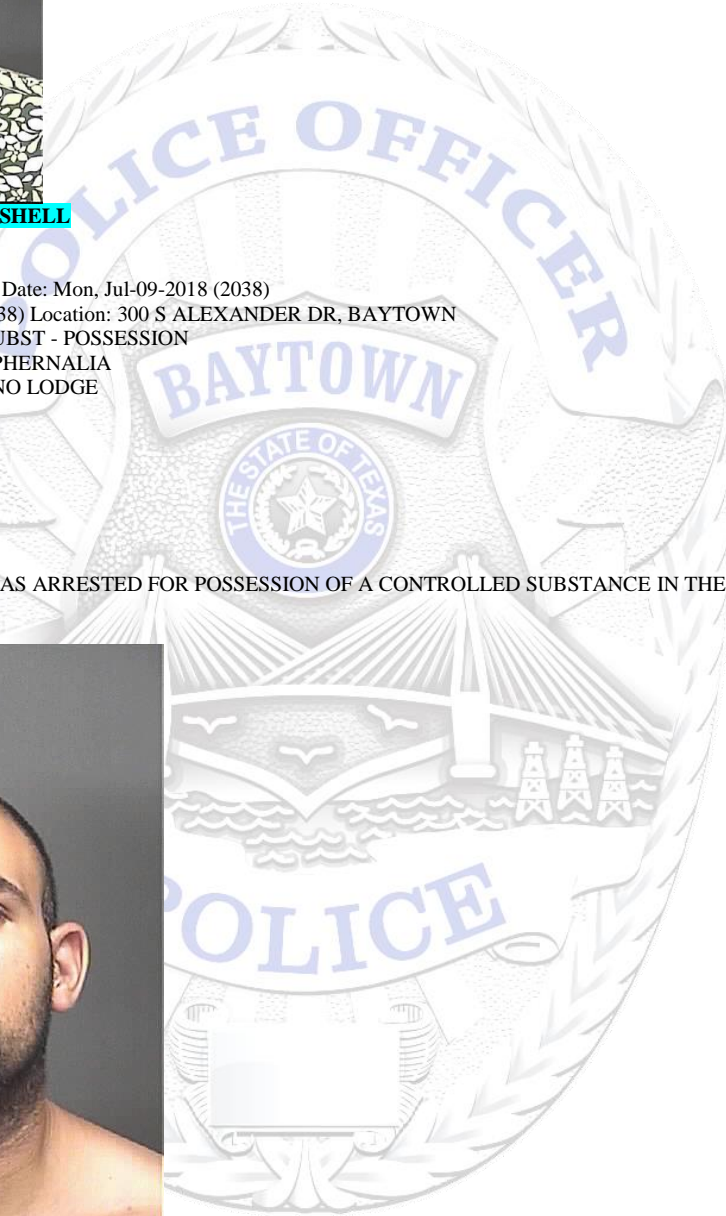 SHELL
Date: Mon, Jul-09-2018 (2038)
38) Location: 300 S ALEXANDER DR, BAYTOWN
UBST - POSSESSION
PHERNALIA
NO LODGE
AS ARRESTED FOR POSSESSION OF A CONTROLLED SUBSTANCE IN THE
POLICE OFFICER
BAYTOWN
THE STATE OF TEXAS
POLICE